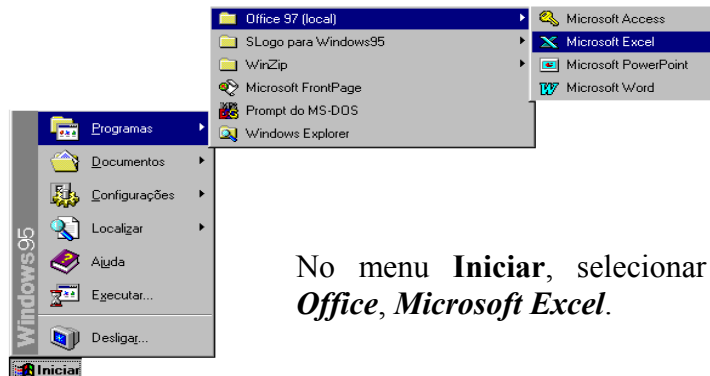 Office 97 (local)
SLogo para Windows95
WinZip
Microsoft FrontPage
Prompt do MS-DOS
Windows Explorer
Microsoft Access
Microsoft Excel
Microsoft PowerPoint
Microsoft Word
Programas
Documentos
Configurações
Localizar
Ajuda
Executar...
Desligar...
Windows95
Iniciar
No menu Iniciar, selecionar
Office, Microsoft Excel.